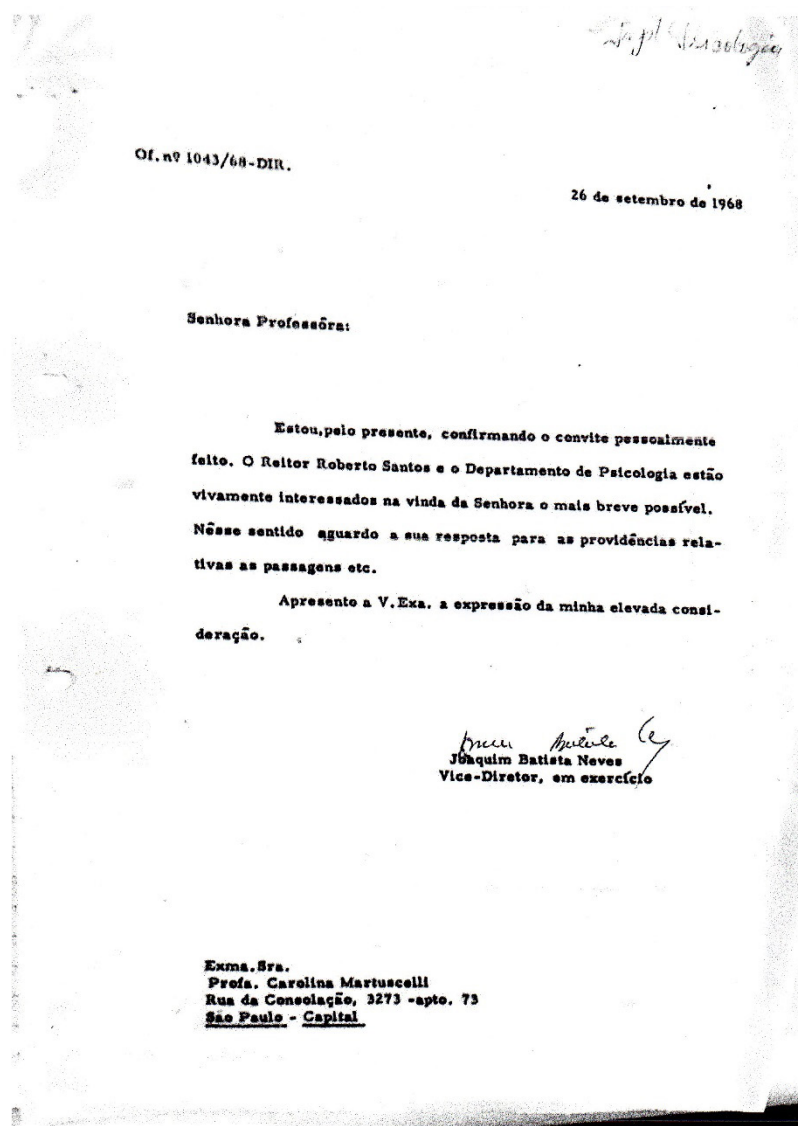 Psicologia
Of. nº 1043/68-DIR.
26 de setembro de 1968
Senhora Professôra:
Estou,pelo presente, confirmando o convite pessoalmente
feito. O Reitor Roberto Santos e o Departamento de Psicologia estão
vivamente interessados na vinda da Senhora o mais breve possível.
Nêsse sentido aguardo a sua resposta para as providências rela-
tivas as passagens etc.
Apresento a V.Exa. a expressão da minha elevada consi-
deração.
Joaquim Batista Neves
Vice-Diretor, em exercício
Exma.Sra.
Profa. Carolina Martuscelli
Rua da Consolação, 3273 -apto. 73
São Paulo - Capital